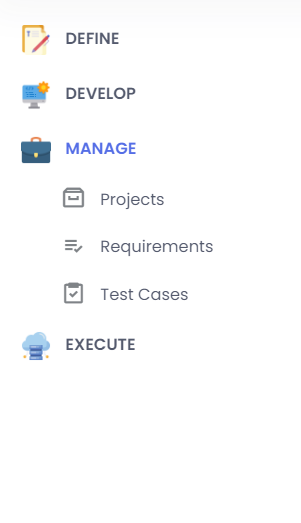 DEFINE
DEVELOP
MANAGE
Projects
Requirements
Test Cases
EXECUTE